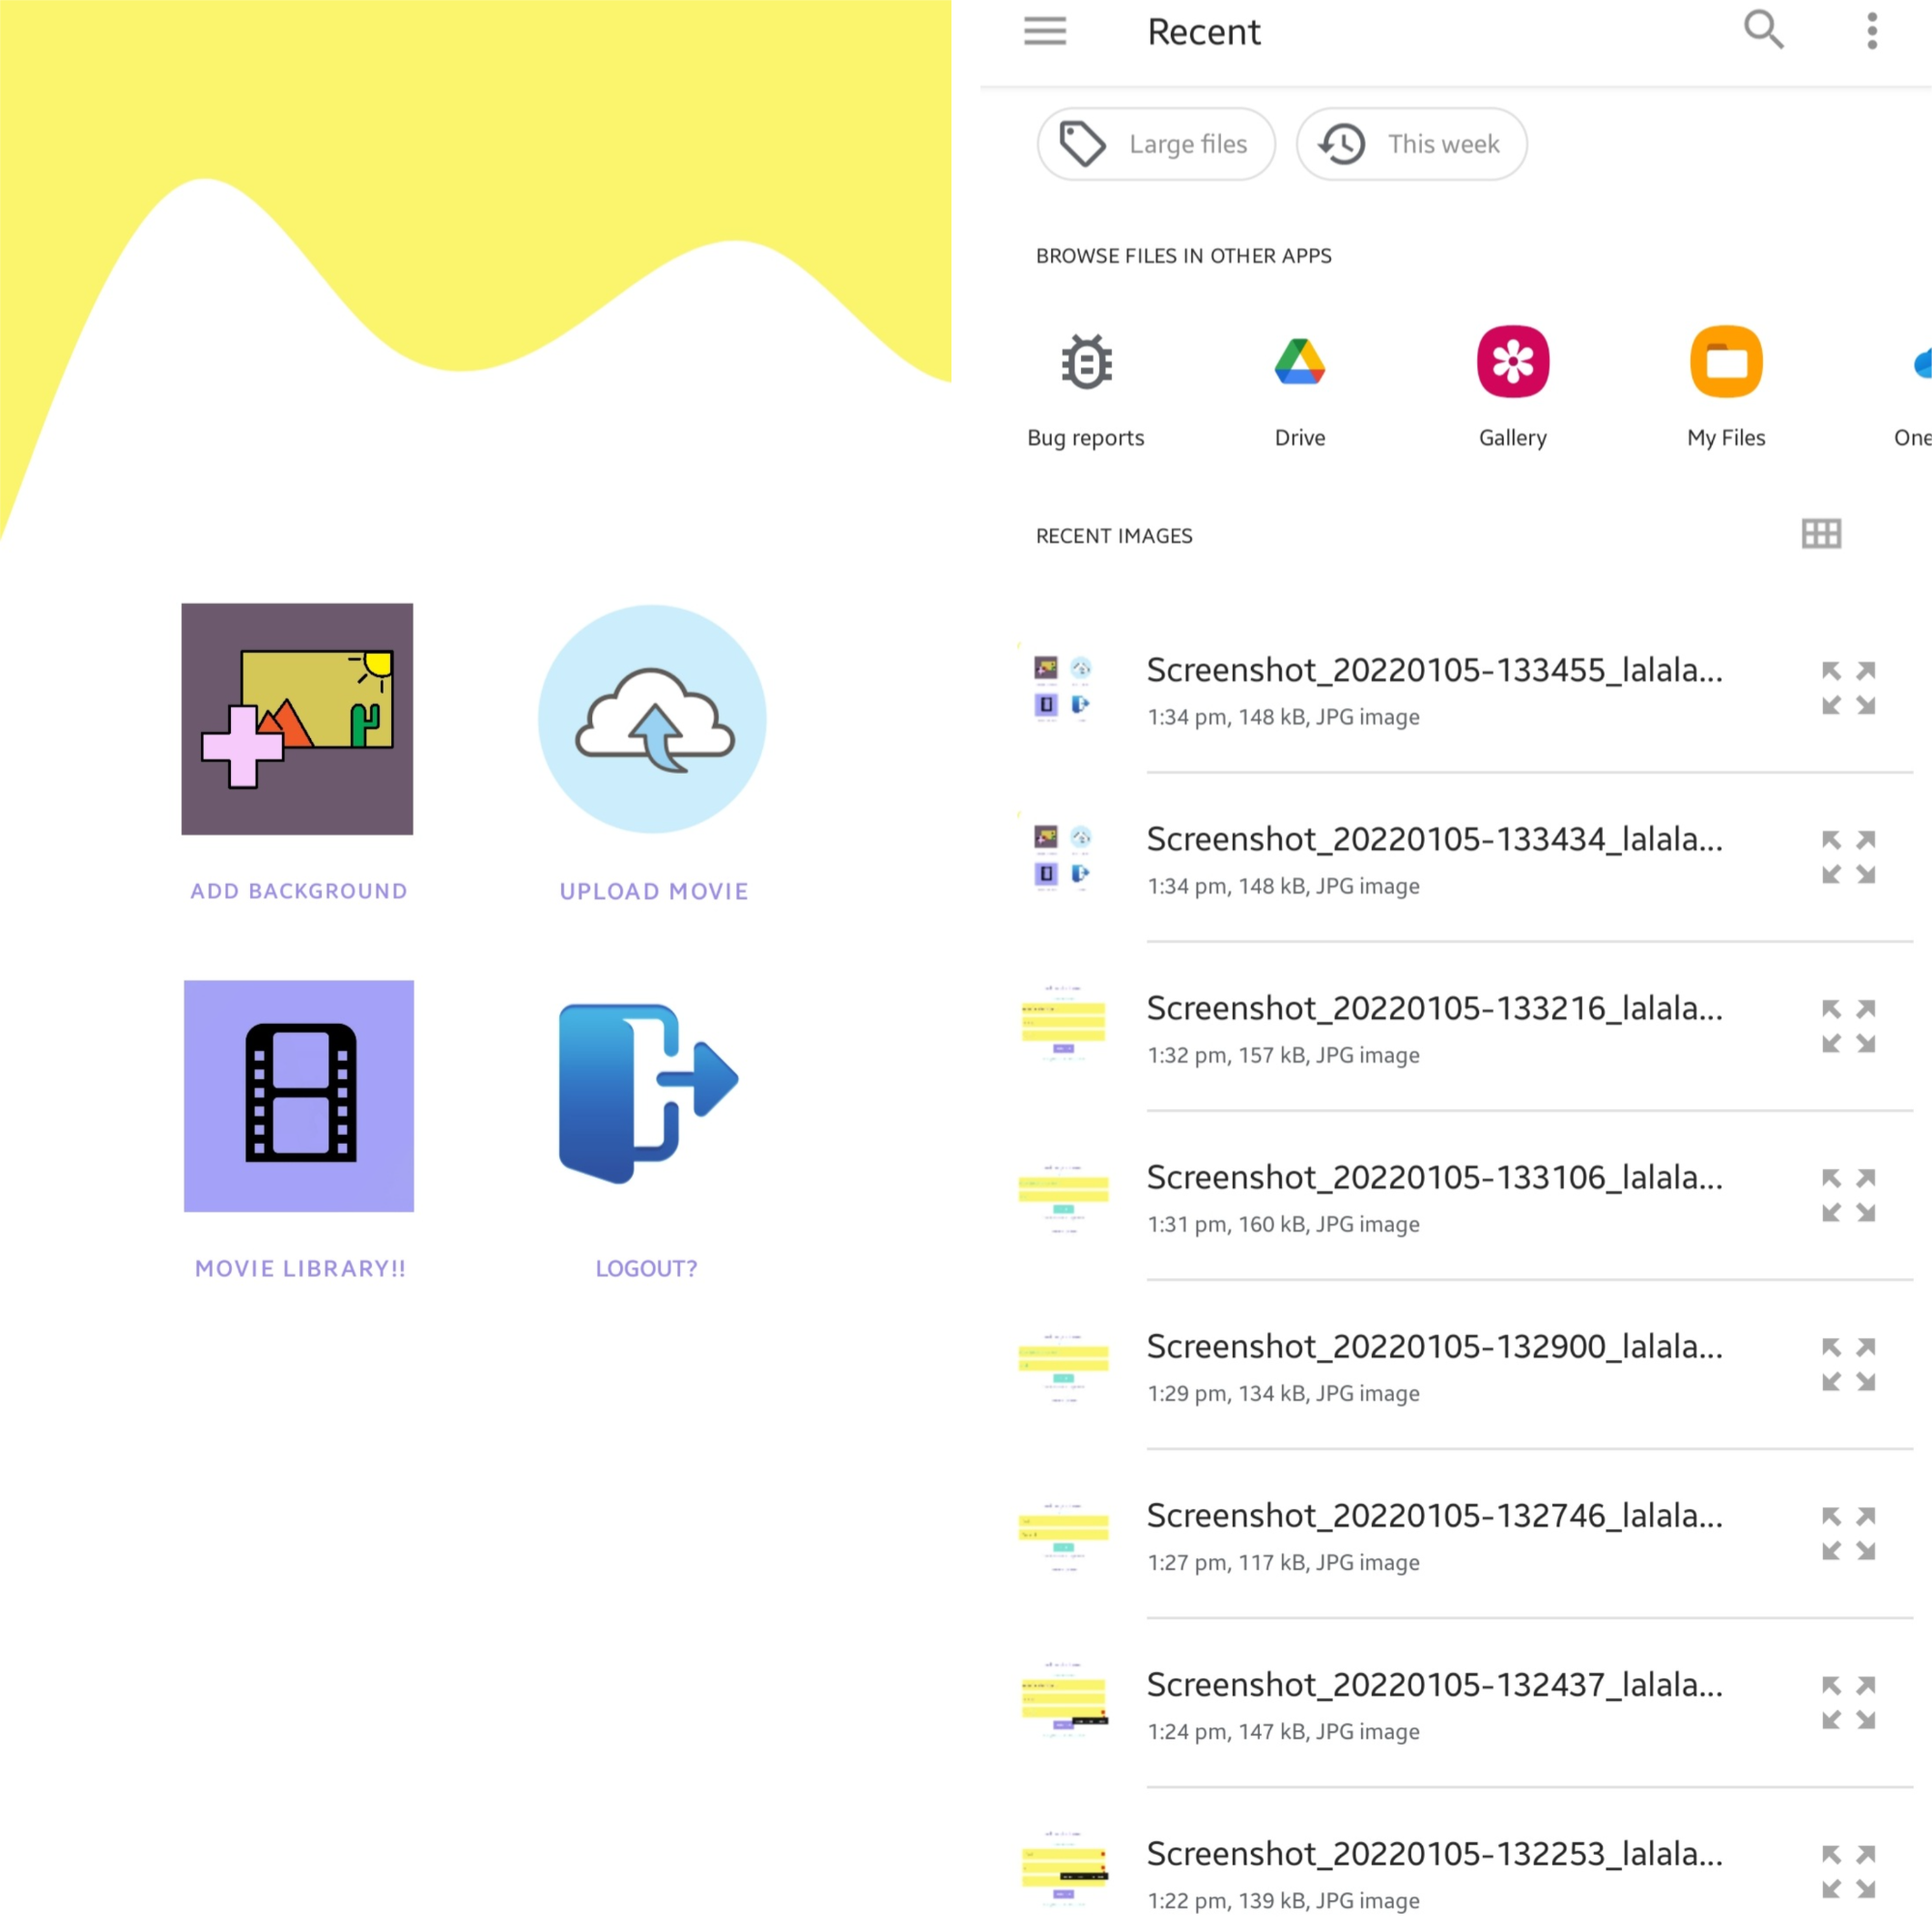 ADD BACKGROUND
UPLOAD MOVIE
MOVIE LIBRARY!!
LOGOUT?
Recent
Large files
This week
BROWSE FILES IN OTHER APPS
Bug reports
Drive
Gallery
My Files
One
RECENT IMAGES
Screenshot_20220105-133455_lalala...
1:34 pm, 148 kB, JPG image
Screenshot_20220105-133434_lalala...
1:34 pm, 148 kB, JPG image
Screenshot_20220105-133216_lalala...
1:32 pm, 157 kB, JPG image
Screenshot_20220105-133106_lalala...
1:31 pm, 160 kB, JPG image
Screenshot_20220105-132900_lalala...
1:29 pm, 134 kB, JPG image
Screenshot_20220105-132746_lalala...
1:27 pm, 117 kB, JPG image
Screenshot_20220105-132437_lalala...
1:24 pm, 147 kB, JPG image
Screenshot_20220105-132253_lalala...
1:22 pm, 139 kB, JPG image